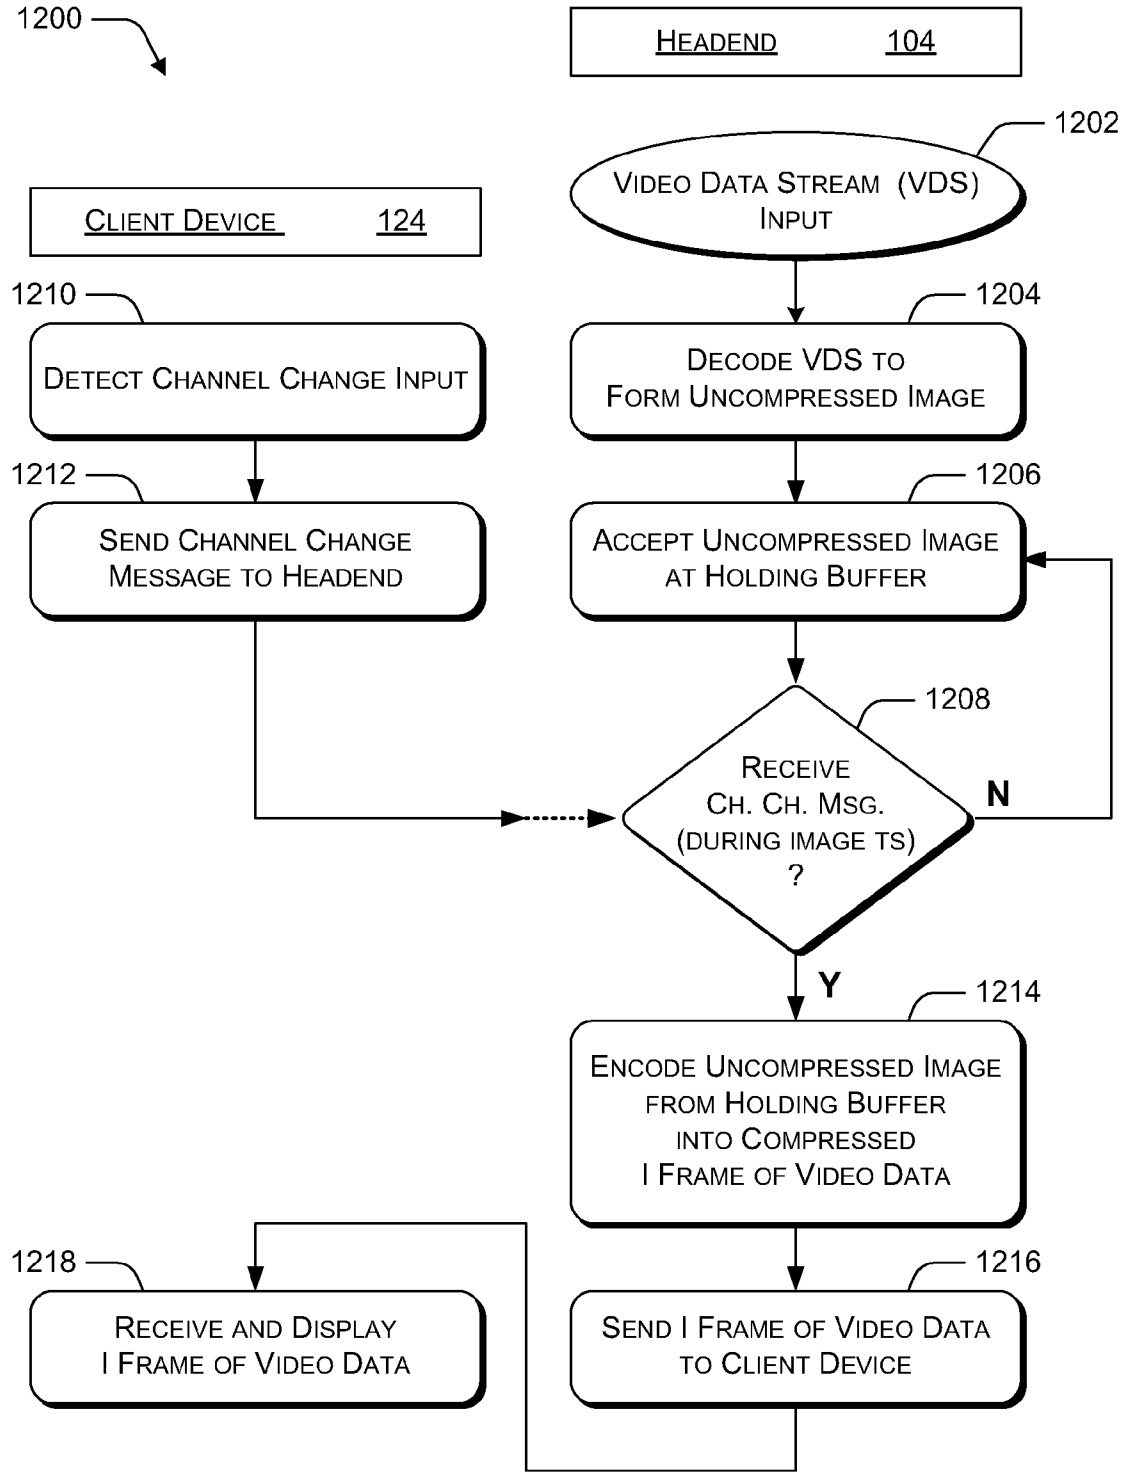 1200
HEADEND 104
1202
VIDEO DATA STREAM (VDS)
INPUT
CLIENT DEVICE 124
1210
DETECT CHANNEL CHANGE INPUT
1204
DECODE VDS TO
FORM UNCOMPRESSED IMAGE
1212
SEND CHANNEL CHANGE
MESSAGE TO HEADEND
1206
ACCEPT UNCOMPRESSED IMAGE
AT HOLDING BUFFER
1208
RECEIVE
CH. CH. MSG.
(DURING IMAGE TS)
?
N
Y
1214
ENCODE UNCOMPRESSED IMAGE
FROM HOLDING BUFFER
INTO COMPRESSED
I FRAME OF VIDEO DATA
1218
RECEIVE AND DISPLAY
I FRAME OF VIDEO DATA
1216
SEND I FRAME OF VIDEO DATA
TO CLIENT DEVICE